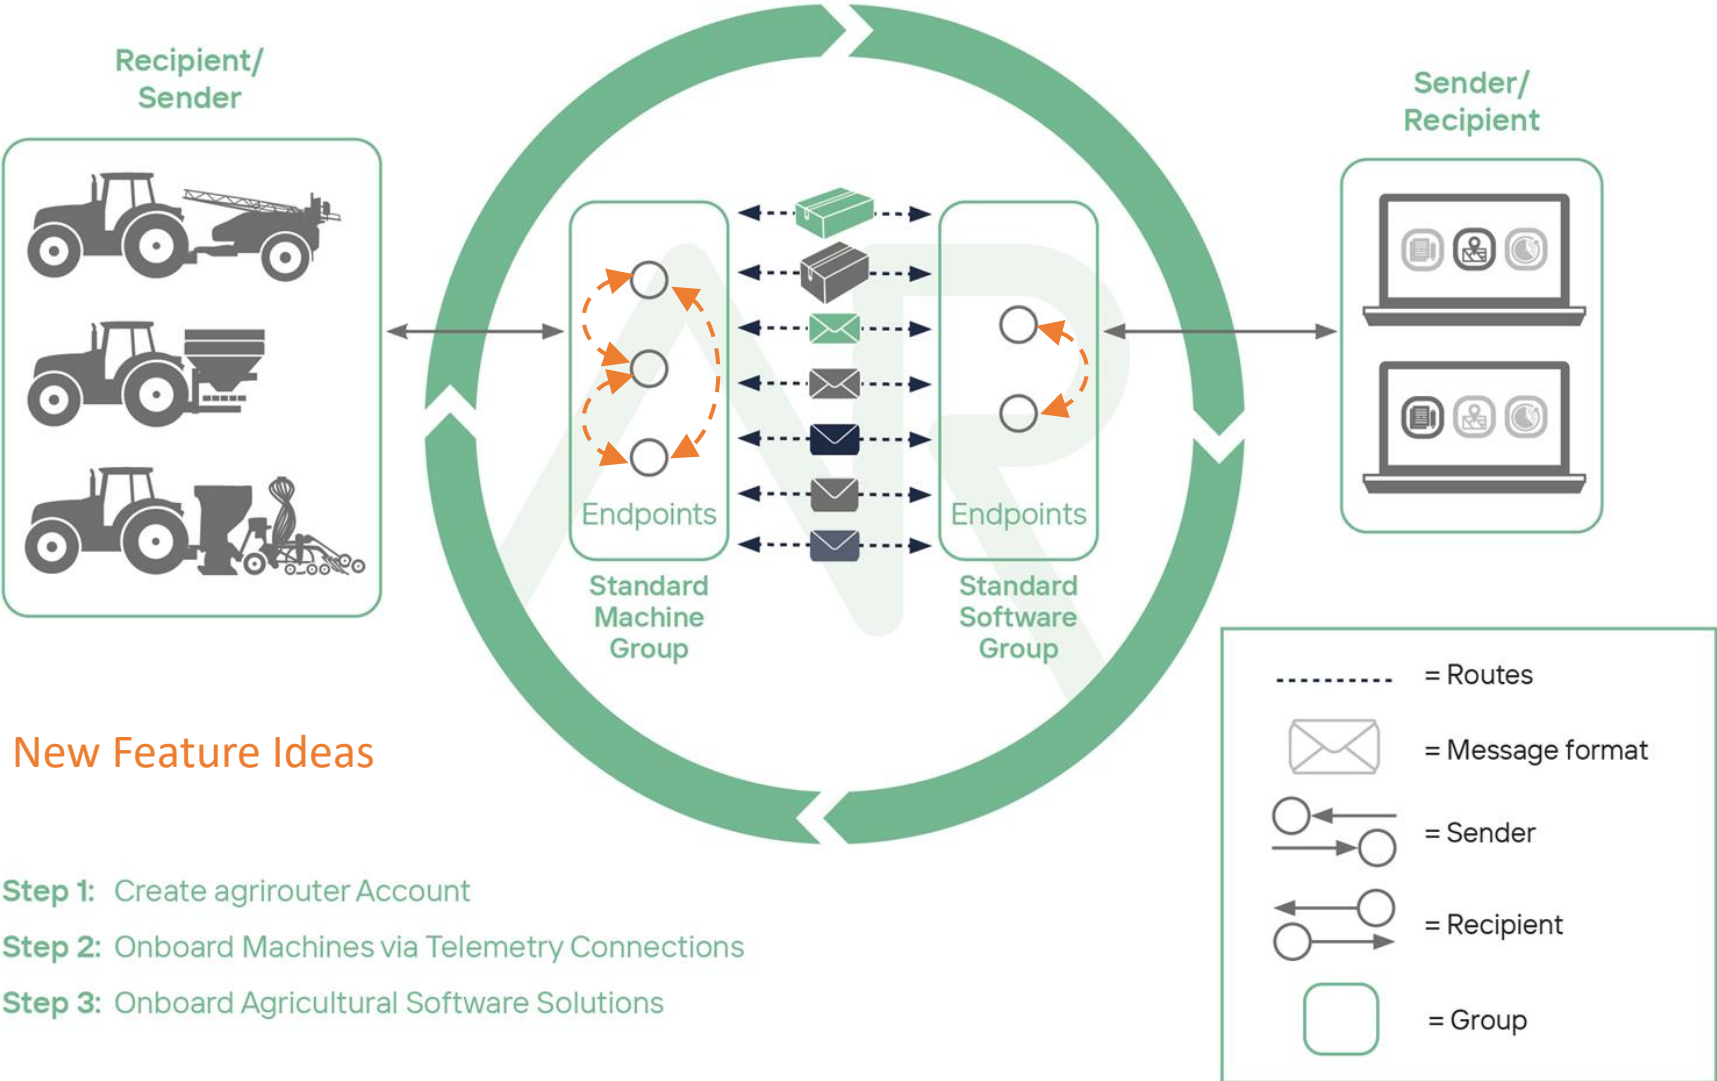 Recipient/
Sender
Sender/
Recipient
Endpoints
Endpoints
Standard
Machine
Group
Standard
Software
Group
New Feature Ideas
Step 1: Create agrirouter Account
Step 2: Onboard Machines via Telemetry Connections
Step 3: Onboard Agricultural Software Solutions
= Routes
= Message format
= Sender
= Recipient
= Group